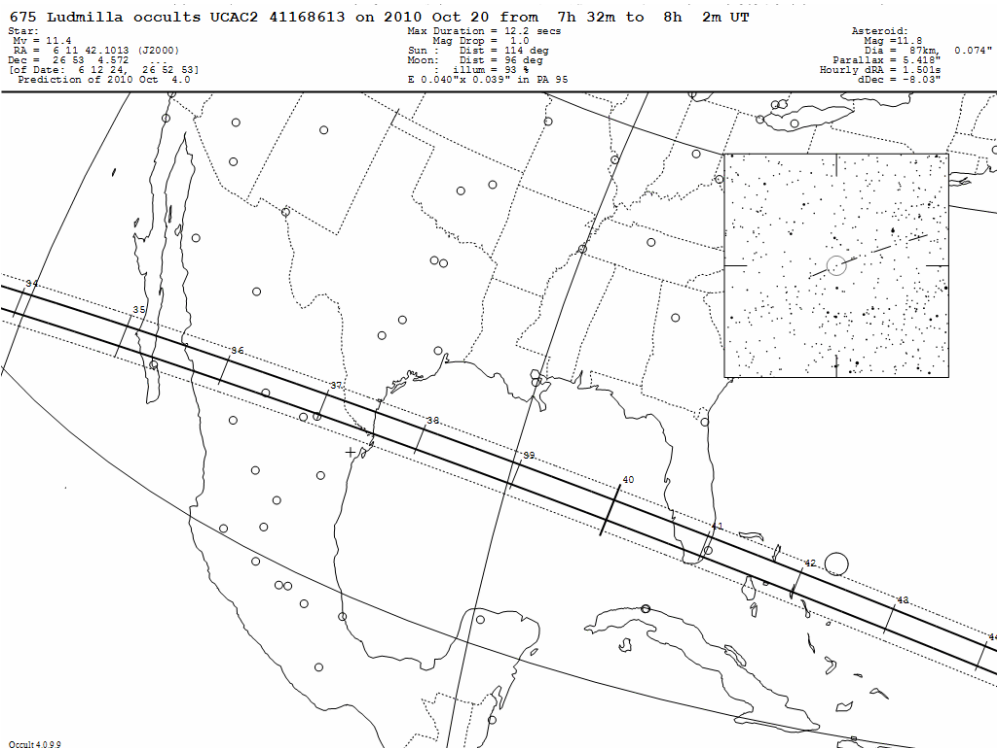 675 Ludmilla occults UCAC2 41168613 on 2010 Oct 20 from 7h 32m to 8h 2m UT
Star:
Mv = 11.4
RA = 6 11 42.1013 (J2000)
Dec = 26 53 4.572 ...
[of Date: 6 12 24, 26 52 53]
Prediction of 2010 Oct 4.0
Max Duration = 12.2 secs
Mag Drop = 1.0
Sun : Dist = 114 deg
Moon: Dist = 96 deg
: illum = 93 %
E 0.040"x 0.039" in PA 95
Asteroid:
Mag =11.8
Dia = 87km, 0.074"
Parallax = 5.418"
Hourly dRA = 1.501s
dDec = -8.03"
34
35
36
37
38
39
40
41
42
43
44
Occult 4.0.9.9